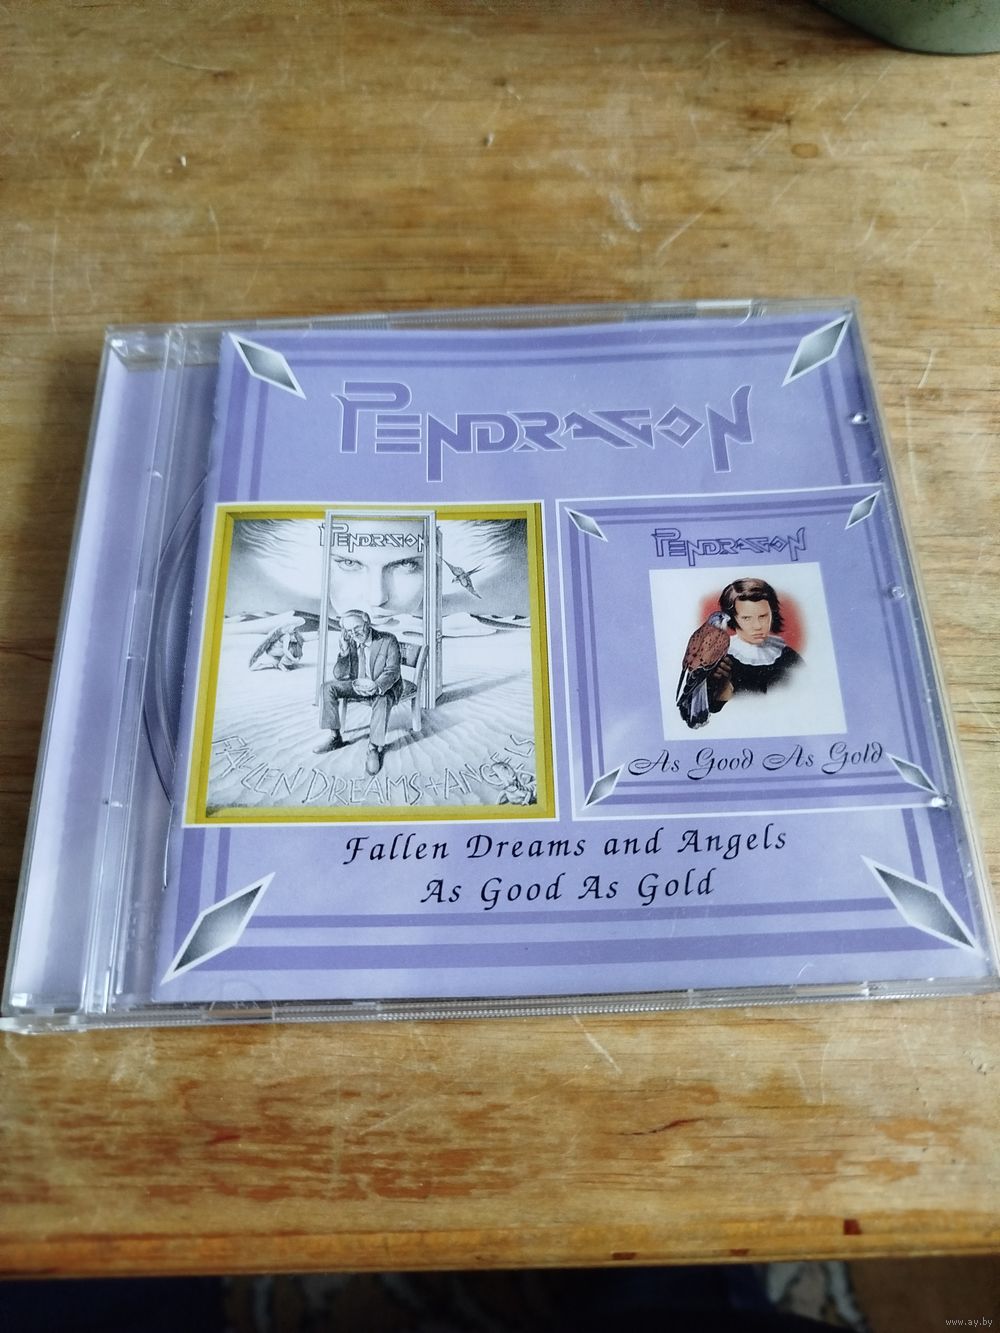 PENDRAGON
PENDRAGON
FALLEN DREAMS + ANGELS
PENDRAGON
As Good As Gold
Fallen Dreams and Angels
As Good As Gold
www.ay.by